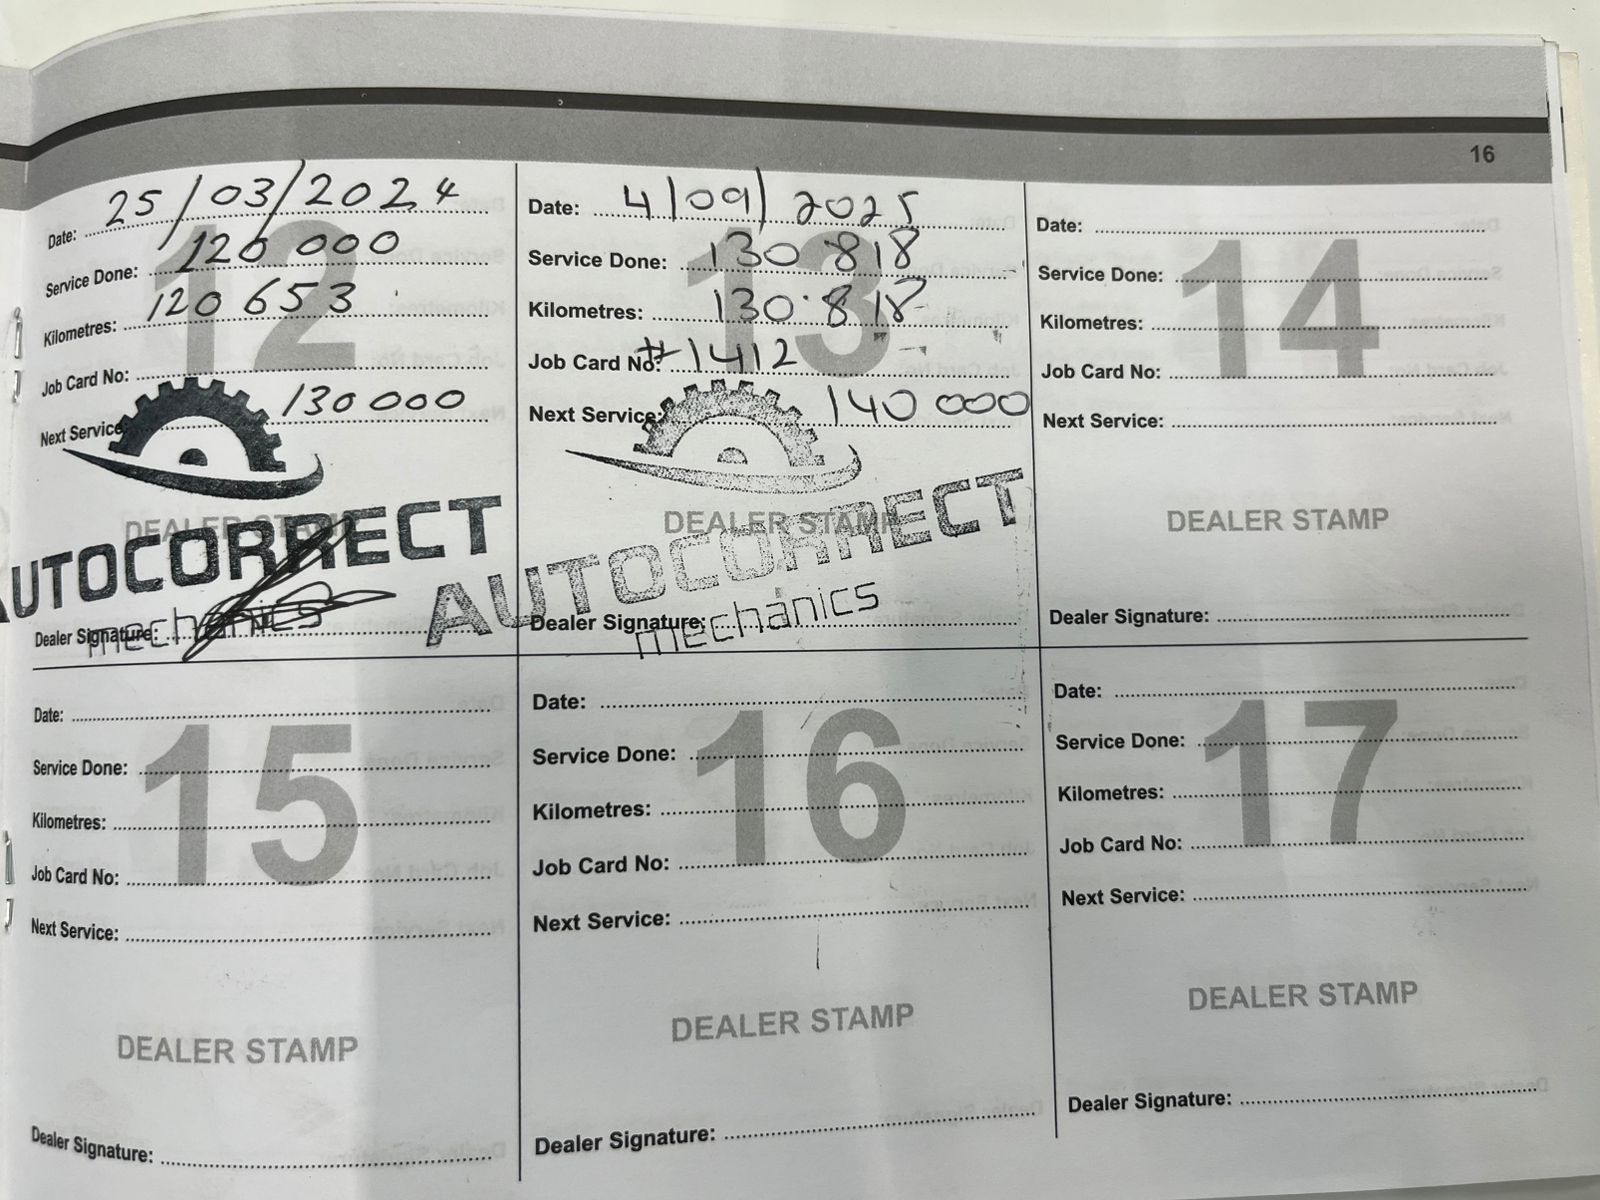 16
12
Date: 25/03/2024
Service Done: 120 000
Kilometres: 120 653
Job Card No:
Next Service: 130 000
DEALER STAMP
AUTOCORRECT
mechanics
Dealer Signature:
13
Date: 4/09/2025
Service Done: 130 818
Kilometres: 130 818
Job Card No: #1412
Next Service: 140 000
DEALER STAMP
AUTOCORRECT
mechanics
Dealer Signature:
14
Date:
Service Done:
Kilometres:
Job Card No:
Next Service:
DEALER STAMP
Dealer Signature:
15
Date:
Service Done:
Kilometres:
Job Card No:
Next Service:
DEALER STAMP
Dealer Signature:
16
Date:
Service Done:
Kilometres:
Job Card No:
Next Service:
DEALER STAMP
Dealer Signature:
17
Date:
Service Done:
Kilometres:
Job Card No:
Next Service:
DEALER STAMP
Dealer Signature: